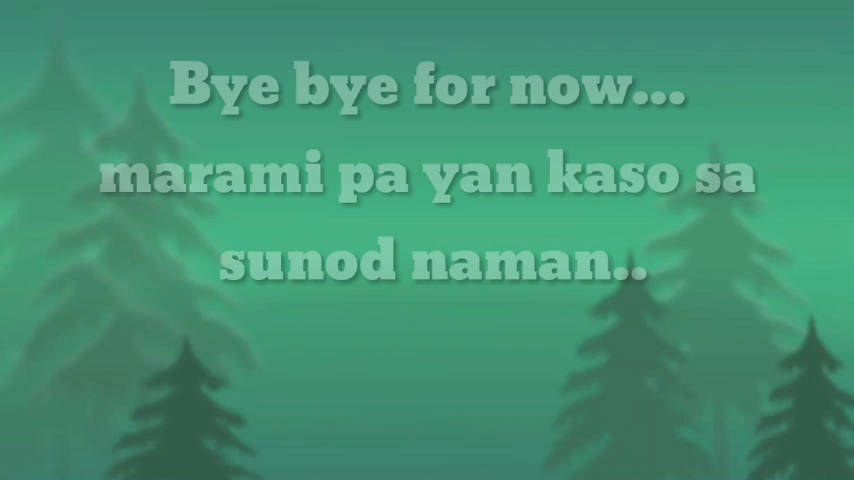 Bye bye for now...
marami pa yan kaso sa
sunod naman..